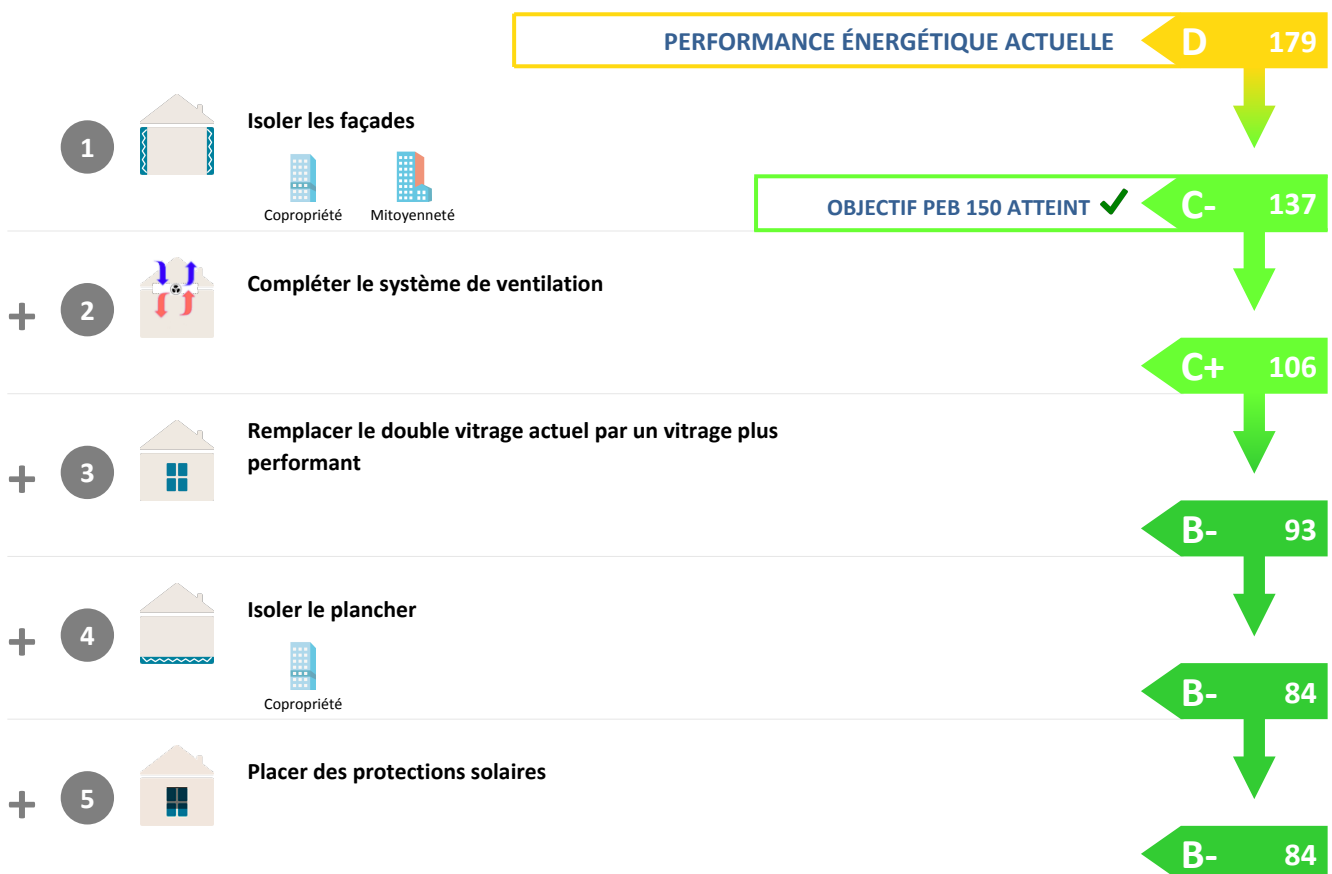 PERFORMANCE ÉNERGÉTIQUE ACTUELLE D 179
1 Isoler les façades
Copropriété Mitoyenneté
OBJECTIF PEB 150 ATTEINT ✔ C- 137
+ 2 Compléter le système de ventilation
C+ 106
+ 3 Remplacer le double vitrage actuel par un vitrage plus
performant
B- 93
+ 4 Isoler le plancher
Copropriété
B- 84
+ 5 Placer des protections solaires
B- 84